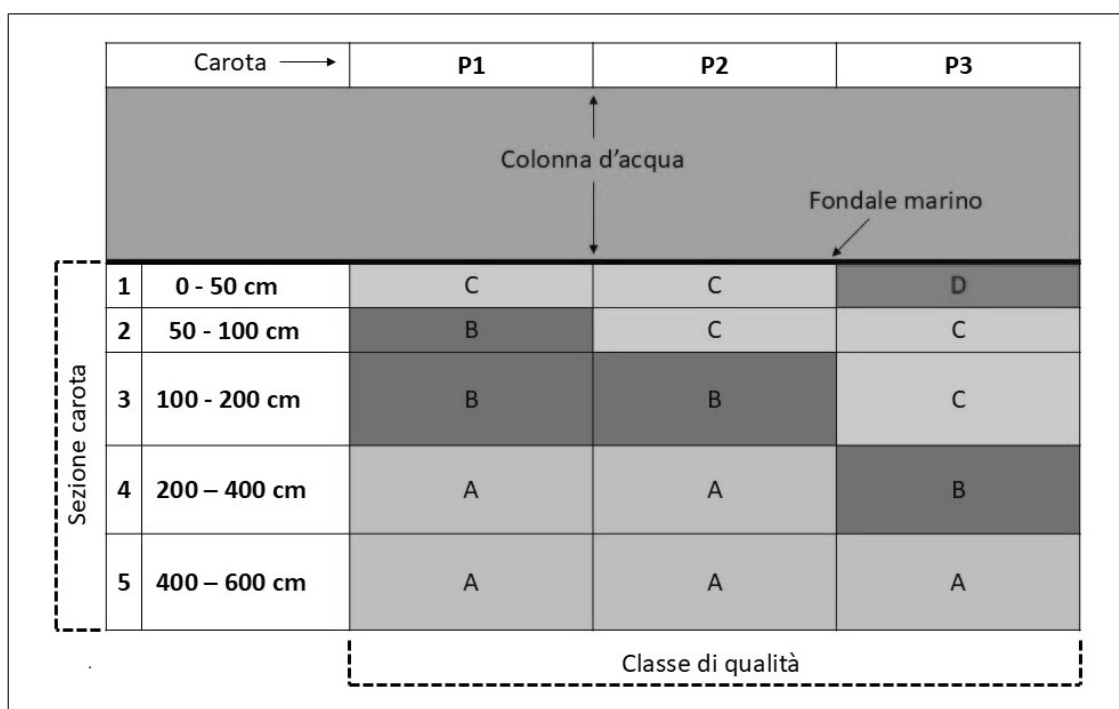 Carota → P1 P2 P3
Colonna d'acqua
Fondale marino
Sezione carota
1 0 - 50 cm C C D
2 50 - 100 cm B C C
3 100 - 200 cm B B C
4 200 – 400 cm A A B
5 400 – 600 cm A A A
Classe di qualità